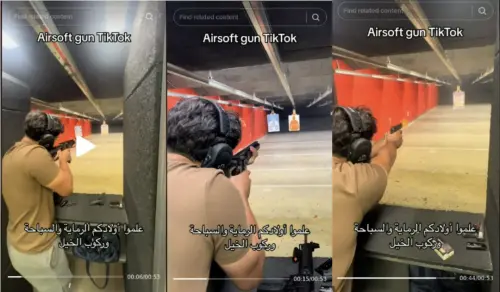 Find related content
Airsoft gun TikTok
علموا أولادكم الرماية والسباحة
وركوب الخيل
00:06/00:53
Find related content
Airsoft gun TikTok
علموا أولادكم الرماية والسباحة
وركوب الخيل
00:15/00:53
Find related content
Airsoft gun TikTok
علموا أولادكم الرماية والسباحة
وركوب الخيل
00:44/00:53